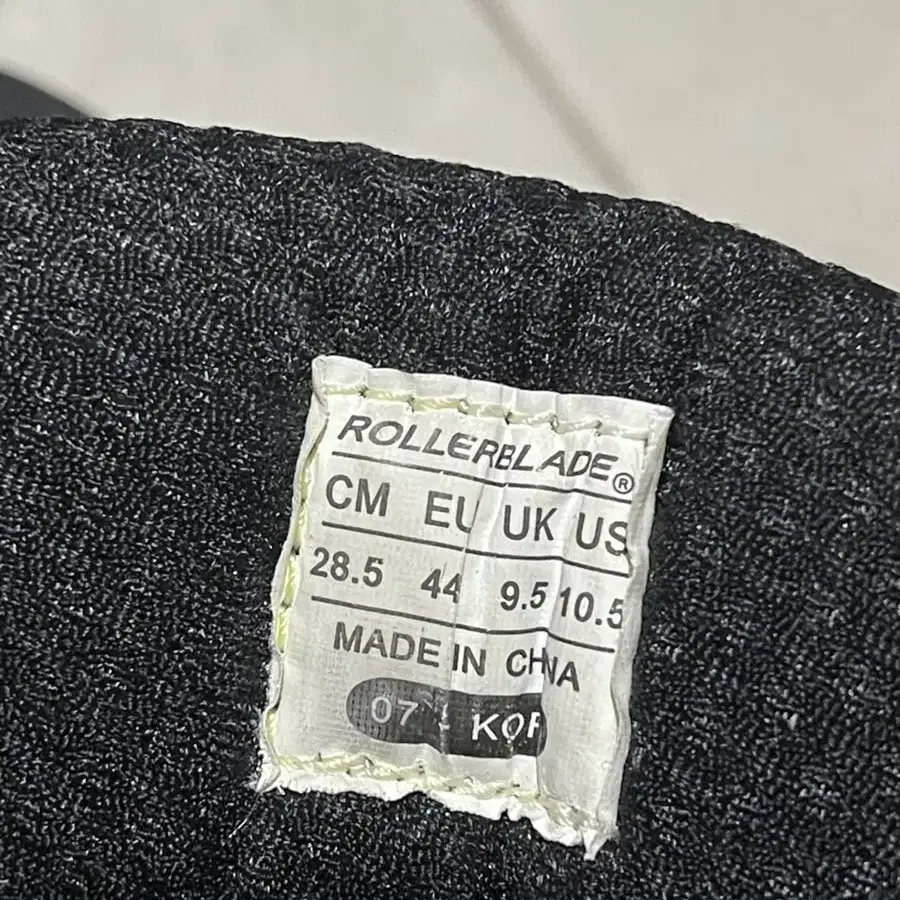 ROLLERBLADE®
CM EU UK US
28.5 44 9.5 10.5
MADE IN CHINA
07 KOR